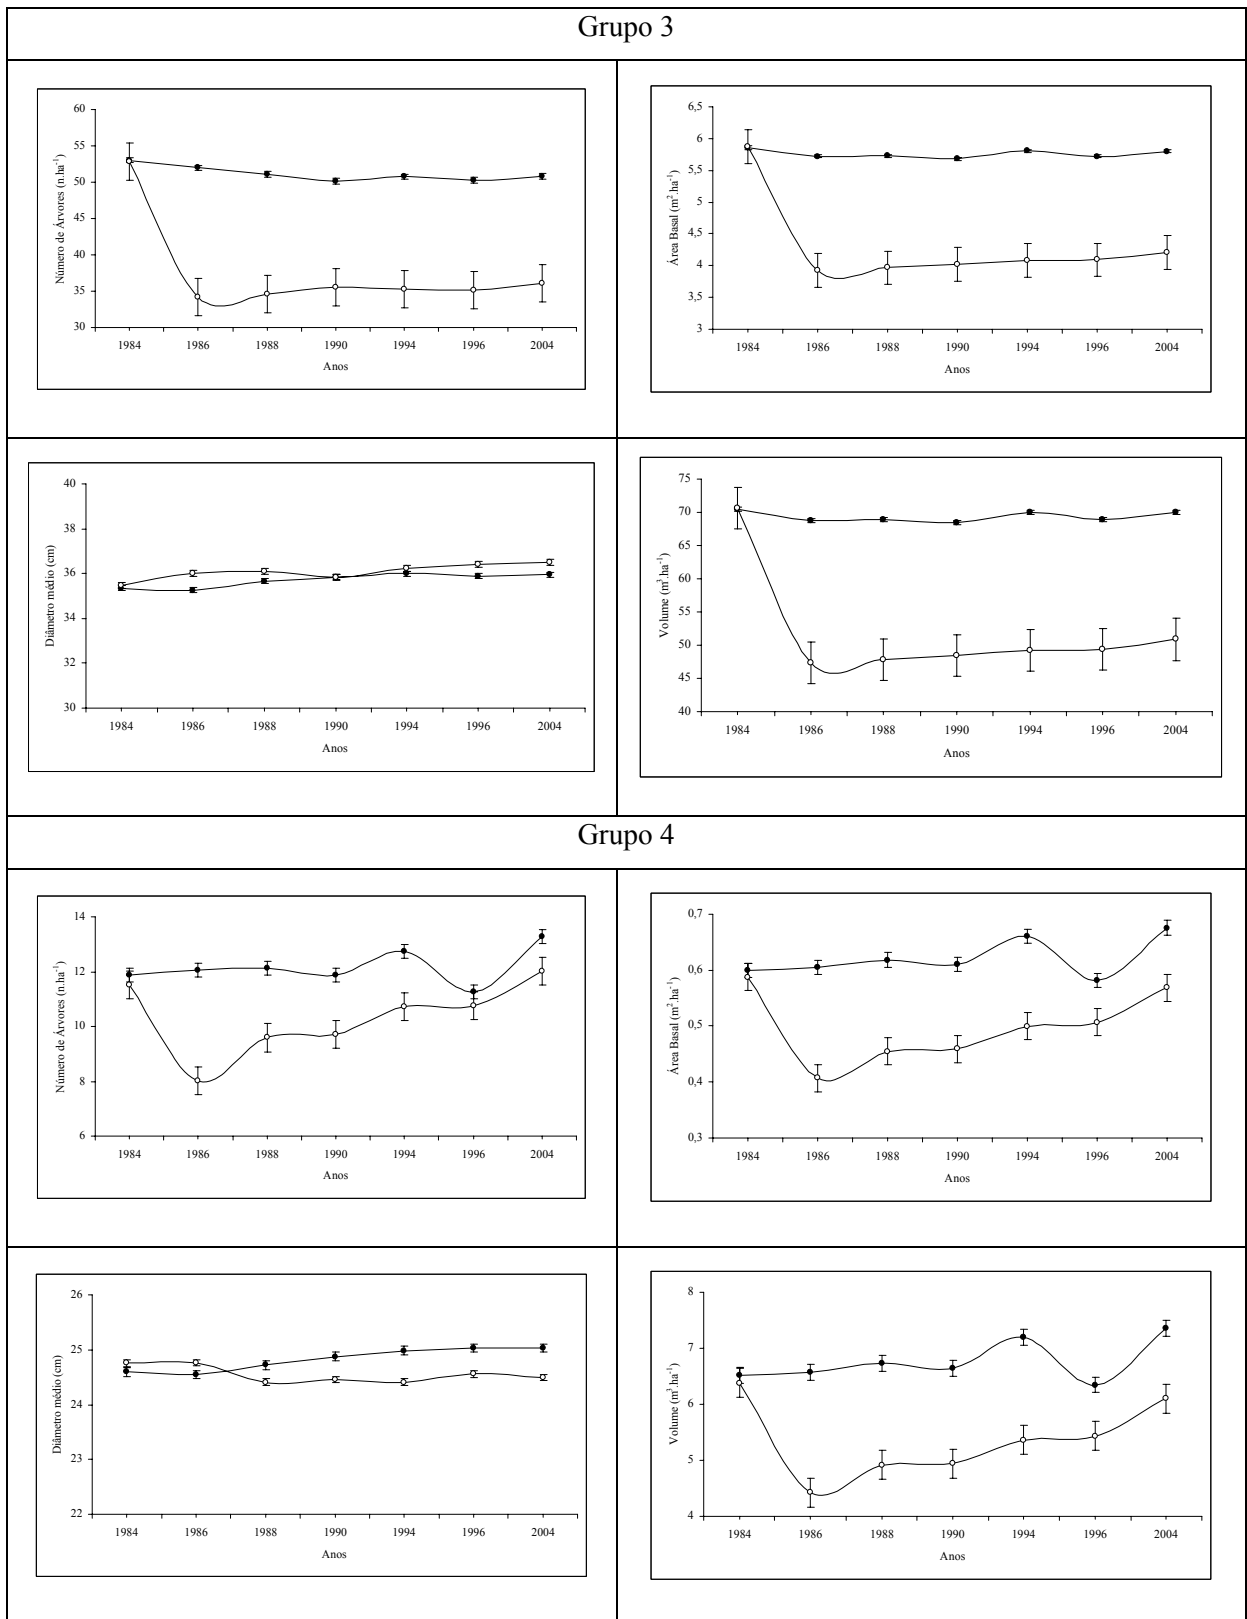 Grupo 3
Número de Árvores (n.ha⁻¹)
60
55
50
45
40
35
30
1984 1986 1988 1990 1994 1996 2004
Anos
Área Basal (m².ha⁻¹)
6,5
6
5,5
5
4,5
4
3,5
3
1984 1986 1988 1990 1994 1996 2004
Anos
Diâmetro médio (cm)
40
38
36
34
32
30
1984 1986 1988 1990 1994 1996 2004
Anos
Volume (m³.ha⁻¹)
75
70
65
60
55
50
45
40
1984 1986 1988 1990 1994 1996 2004
Anos
Grupo 4
Número de Árvores (n.ha⁻¹)
14
12
10
8
6
1984 1986 1988 1990 1994 1996 2004
Anos
Área Basal (m².ha⁻¹)
0,7
0,6
0,5
0,4
0,3
1984 1986 1988 1990 1994 1996 2004
Anos
Diâmetro médio (cm)
26
25
24
23
22
1984 1986 1988 1990 1994 1996 2004
Anos
Volume (m³.ha⁻¹)
8
7
6
5
4
1984 1986 1988 1990 1994 1996 2004
Anos